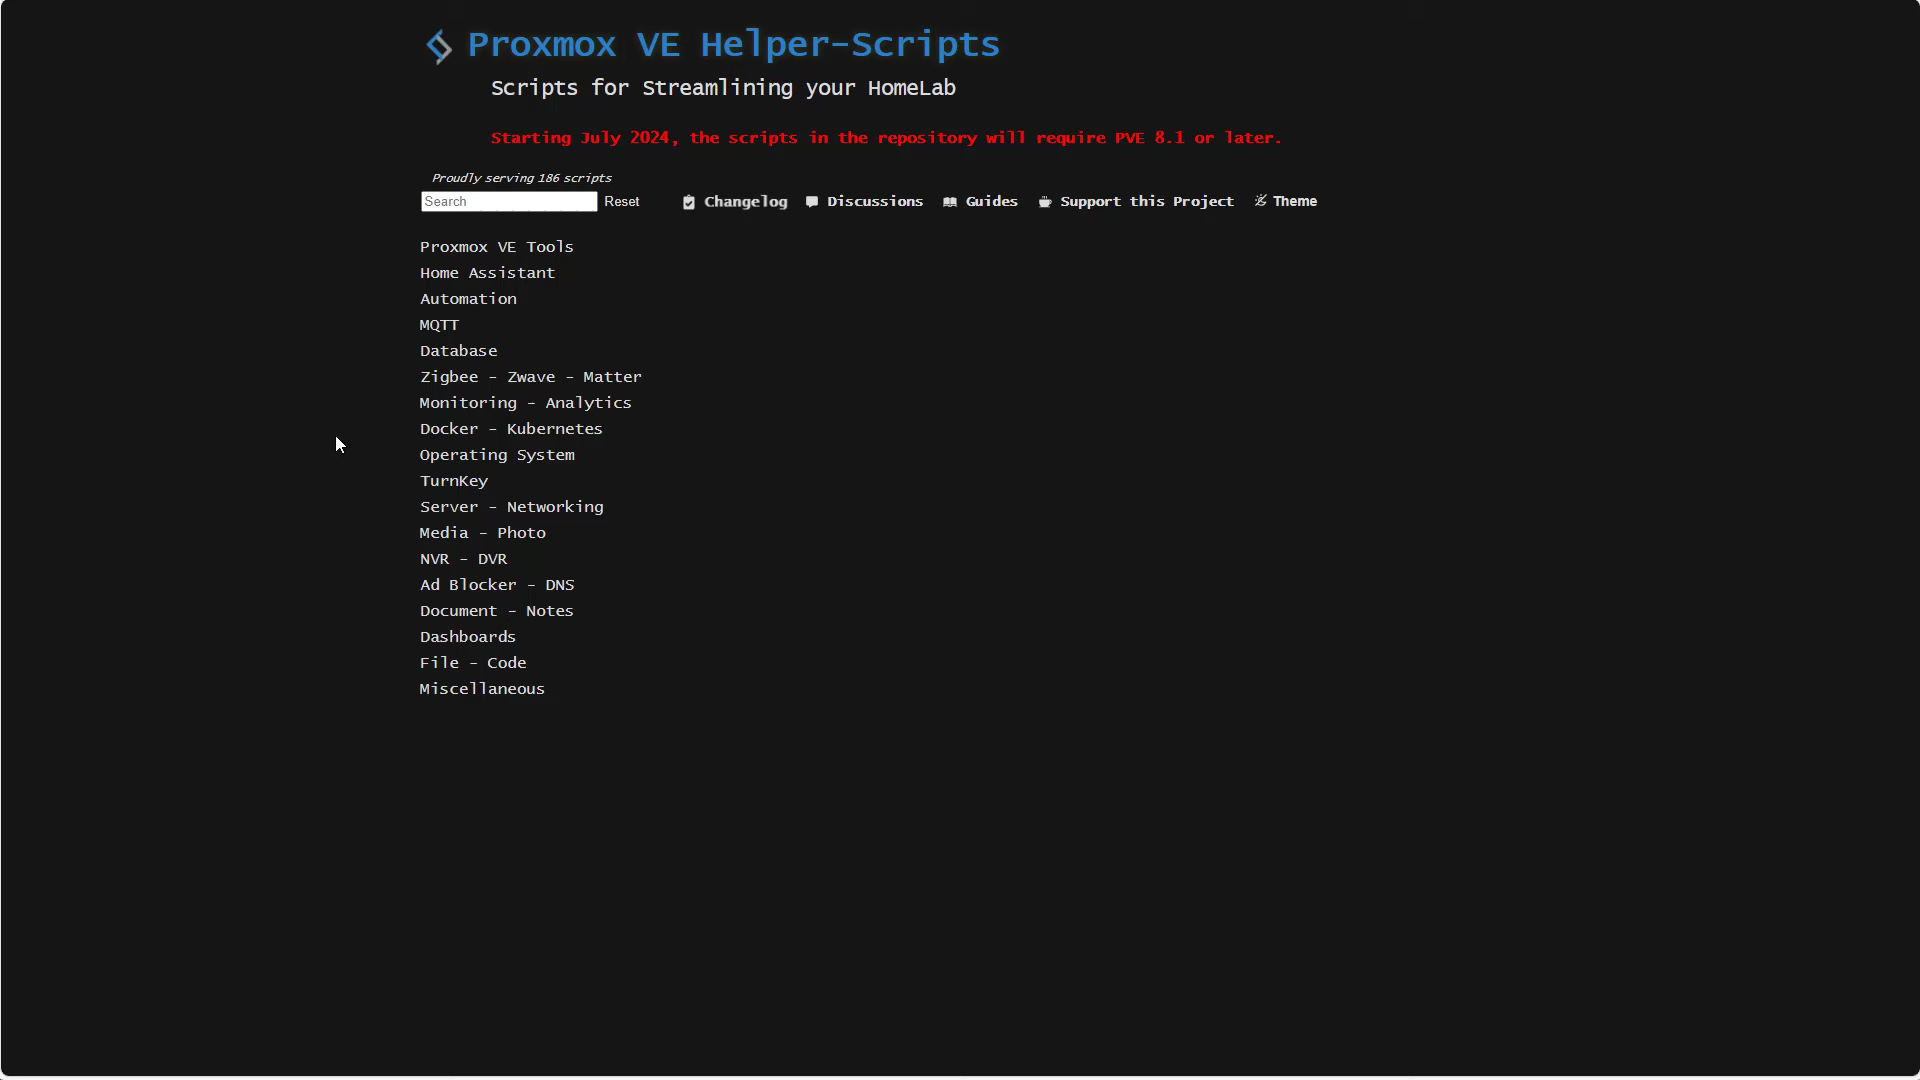 Proxmox VE Helper-Scripts
Scripts for Streamlining your HomeLab
Starting July 2024, the scripts in the repository will require PVE 8.1 or later.
Proudly serving 186 scripts
Search Reset Changelog Discussions Guides Support this Project Theme
Proxmox VE Tools
Home Assistant
Automation
MQTT
Database
Zigbee - Zwave - Matter
Monitoring - Analytics
Docker - Kubernetes
Operating System
TurnKey
Server - Networking
Media - Photo
NVR - DVR
Ad Blocker - DNS
Document - Notes
Dashboards
File - Code
Miscellaneous